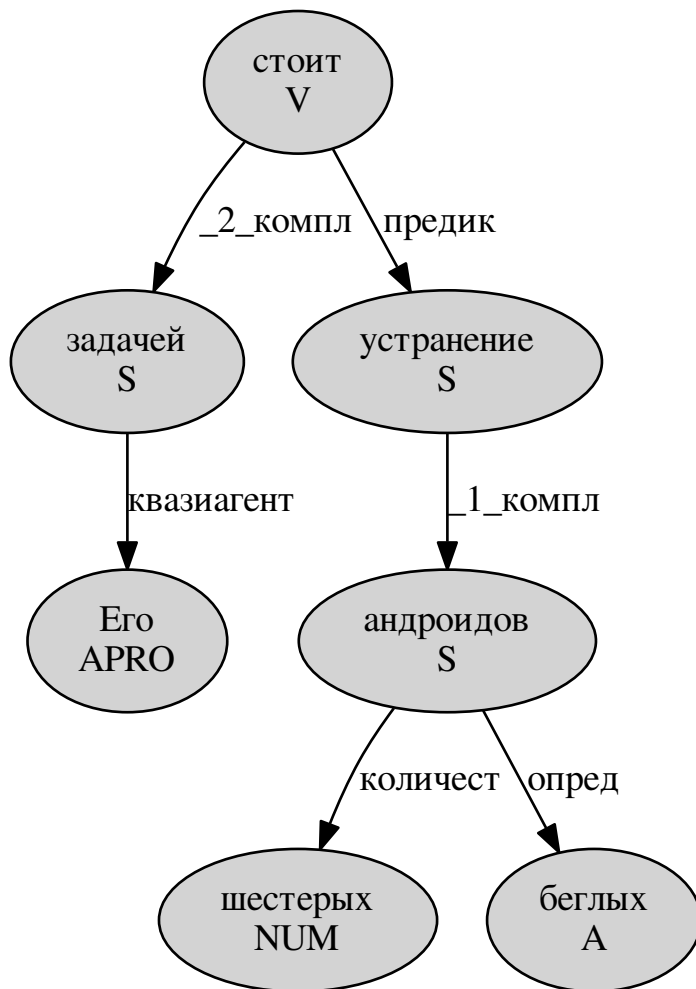 стоит
V
_2_компл
предик
задачей
S
устранение
S
квазиагент
_1_компл
Его
APRO
андроидов
S
количест
опред
шестерых
NUM
беглых
A